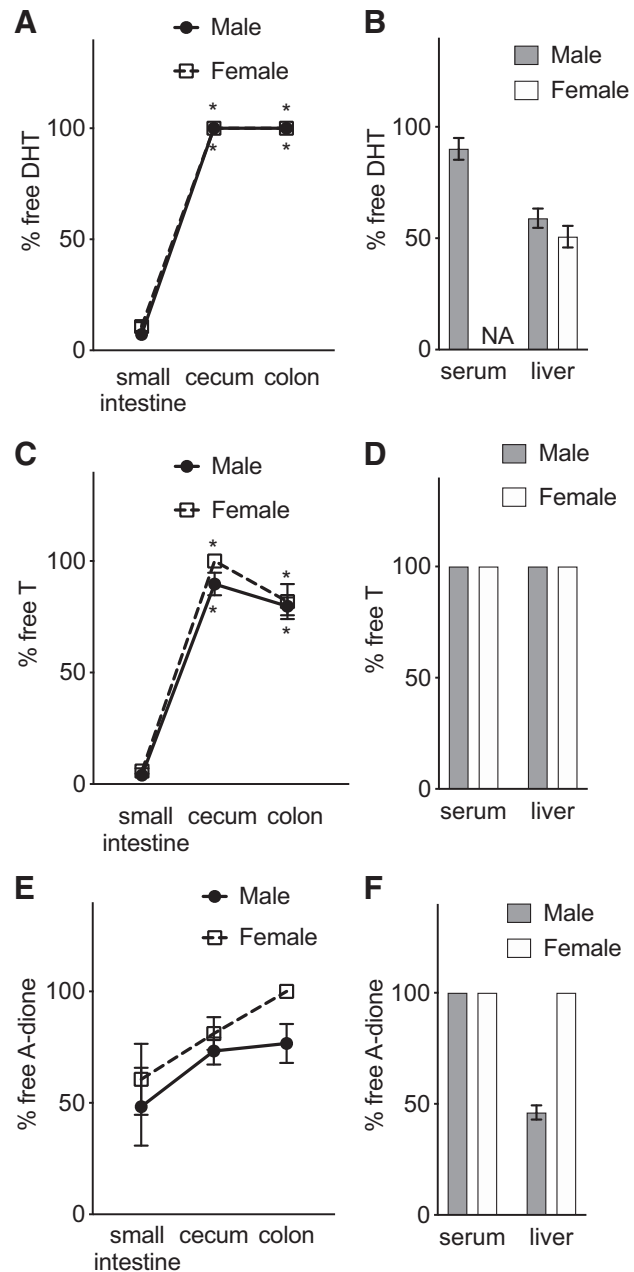 A
Male
Female
% free DHT
100
50
0
*
*
*
*
small intestine
cecum
colon
B
Male
Female
% free DHT
100
50
0
NA
serum
liver
C
Male
Female
% free T
100
50
0
*
*
*
*
small intestine
cecum
colon
D
Male
Female
% free T
100
50
0
serum
liver
E
Male
Female
% free A-dione
100
50
0
small intestine
cecum
colon
F
Male
Female
% free A-dione
100
50
0
serum
liver